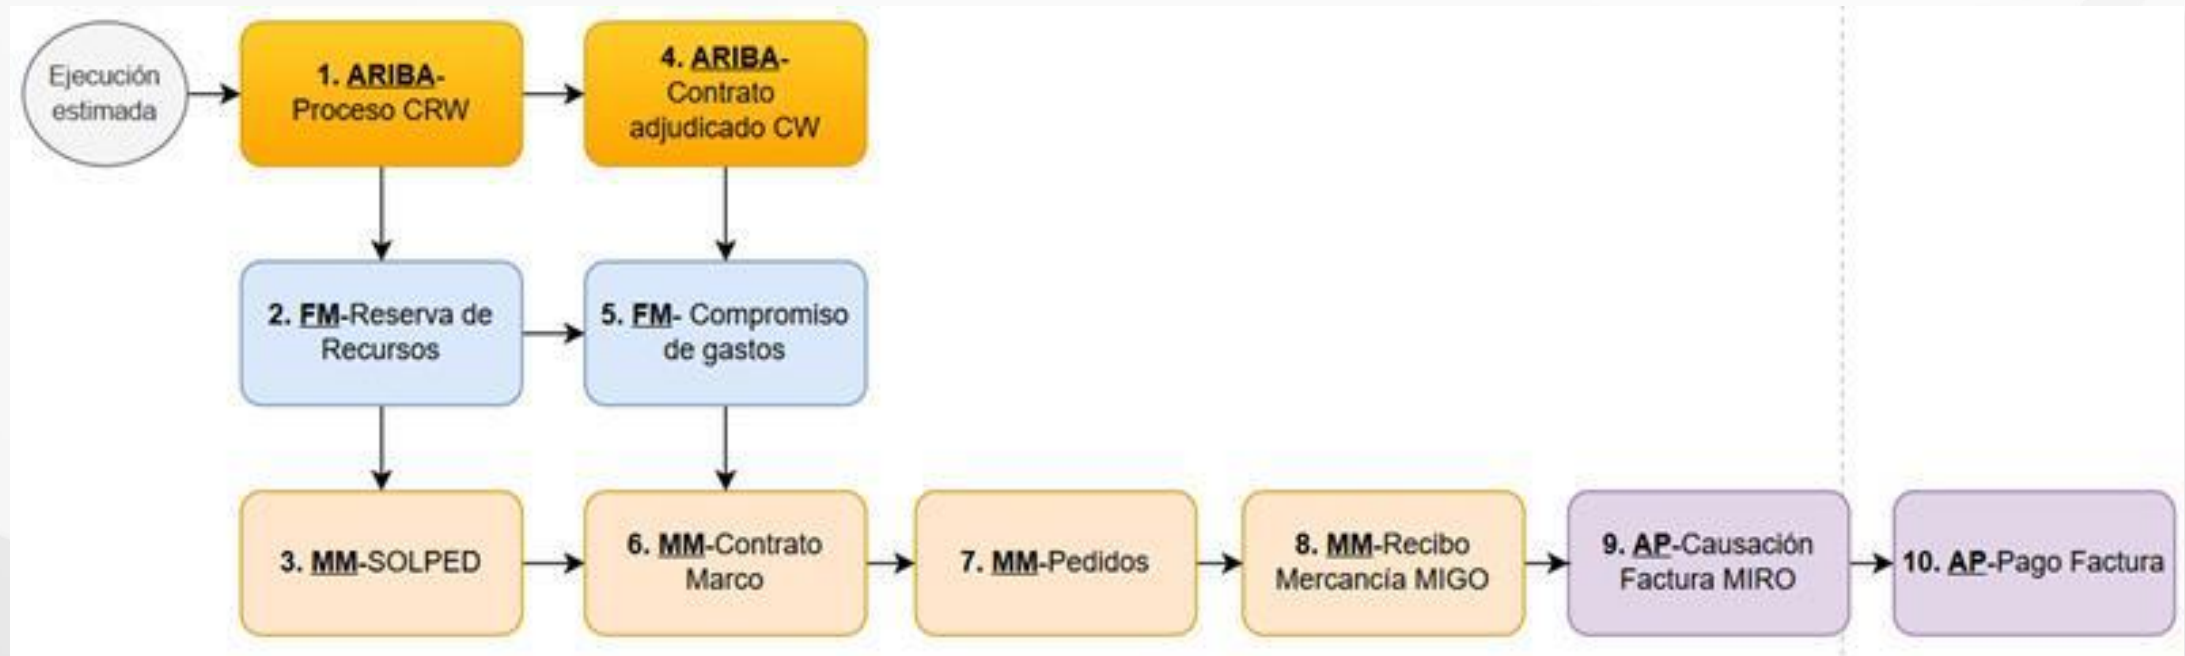 Ejecución
estimada
1. ARIBA-
Proceso CRW
4. ARIBA-
Contrato
adjudicado CW
2. FM-Reserva de
Recursos
5. FM- Compromiso
de gastos
3. MM-SOLPED
6. MM-Contrato
Marco
7. MM-Pedidos
8. MM-Recibo
Mercancía MIGO
9. AP-Causación
Factura MIRO
10. AP-Pago Factura